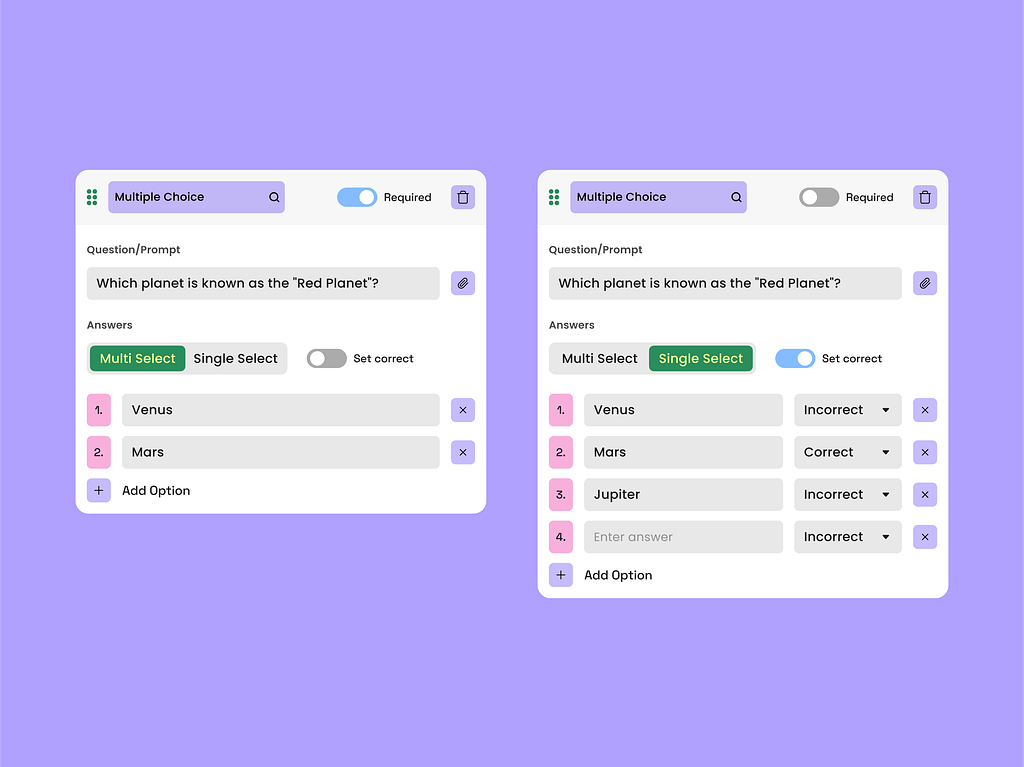 Multiple Choice
Required
Question/Prompt
Which planet is known as the "Red Planet"?
Answers
Multi Select Single Select
Set correct
1. Venus
2. Mars
Add Option
Multiple Choice
Required
Question/Prompt
Which planet is known as the "Red Planet"?
Answers
Multi Select Single Select
Set correct
1. Venus Incorrect
2. Mars Correct
3. Jupiter Incorrect
4. Enter answer Incorrect
Add Option